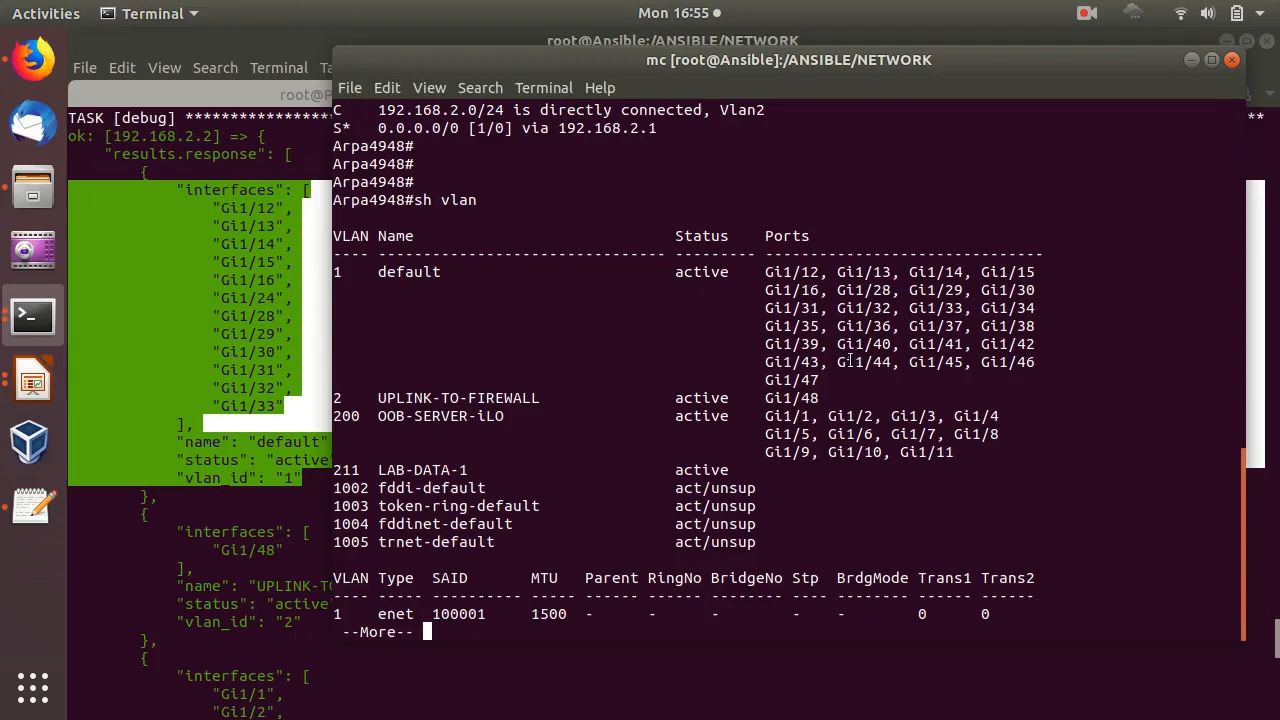 Activities
Terminal
Mon 16:55
root@Ansible:/ANSIBLE/NETWORK
File Edit View Search Terminal
mc [root@Ansible]:/ANSIBLE/NETWORK
File Edit View Search Terminal Help
TASK [debug] *****************
ok: [192.168.2.2] => {
"results.response": [
{
"interfaces": [
"Gi1/12",
"Gi1/13",
"Gi1/14",
"Gi1/15",
"Gi1/16",
"Gi1/24",
"Gi1/28",
"Gi1/29",
"Gi1/30",
"Gi1/31",
"Gi1/32",
"Gi1/33"
],
"name": "default"
"status": "active
"vlan_id": "1"
},
{
"interfaces": [
"Gi1/48"
],
"name": "UPLINK-TO
"status": "active
"vlan_id": "2"
},
{
"interfaces": [
"Gi1/1",
"Gi1/2",
C 192.168.2.0/24 is directly connected, Vlan2
S* 0.0.0.0/0 [1/0] via 192.168.2.1
Arpa4948#
Arpa4948#
Arpa4948#
Arpa4948#sh vlan
VLAN Name Status Ports
---- -------------------------------- --------- -------------------------------
1 default active Gi1/12, Gi1/13, Gi1/14, Gi1/15
Gi1/16, Gi1/28, Gi1/29, Gi1/30
Gi1/31, Gi1/32, Gi1/33, Gi1/34
Gi1/35, Gi1/36, Gi1/37, Gi1/38
Gi1/39, Gi1/40, Gi1/41, Gi1/42
Gi1/43, Gi1/44, Gi1/45, Gi1/46
Gi1/47
2 UPLINK-TO-FIREWALL active Gi1/48
200 OOB-SERVER-iLO active Gi1/1, Gi1/2, Gi1/3, Gi1/4
Gi1/5, Gi1/6, Gi1/7, Gi1/8
Gi1/9, Gi1/10, Gi1/11
211 LAB-DATA-1 active
1002 fddi-default act/unsup
1003 token-ring-default act/unsup
1004 fddinet-default act/unsup
1005 trnet-default act/unsup
VLAN Type SAID MTU Parent RingNo BridgeNo Stp BrdgMode Trans1 Trans2
---- ----- ---------- ----- ------ ------ -------- ---- -------- ------ ------
1 enet 100001 1500 - - - - - 0 0
--More--